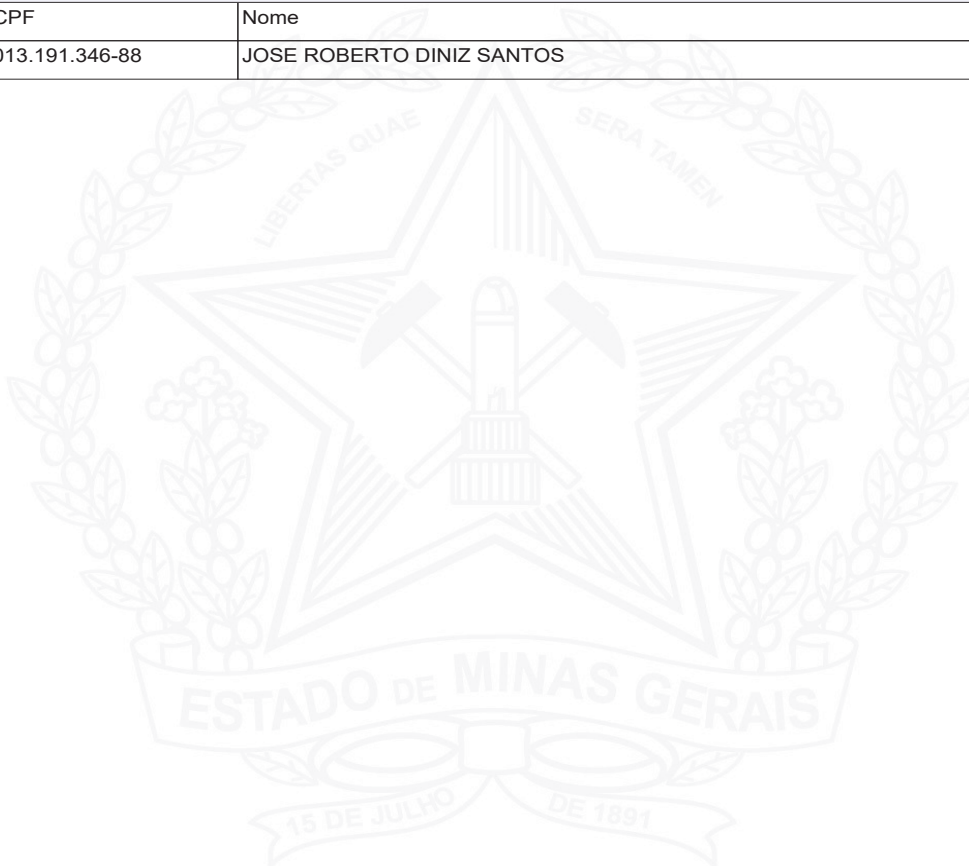 CPF Nome
013.191.346-88 JOSE ROBERTO DINIZ SANTOS
LIBERTAS QUAE SERA TAMEN
ESTADO DE MINAS GERAIS
15 DE JULHO DE 1891